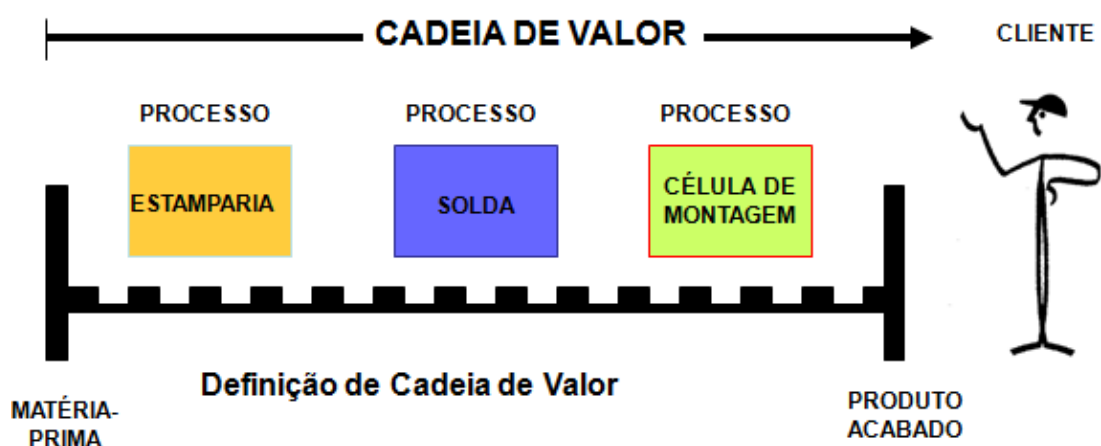 CADEIA DE VALOR
CLIENTE
PROCESSO
PROCESSO
PROCESSO
ESTAMPARIA
SOLDA
CÉLULA DE
MONTAGEM
Definição de Cadeia de Valor
MATÉRIA-
PRIMA
PRODUTO
ACABADO